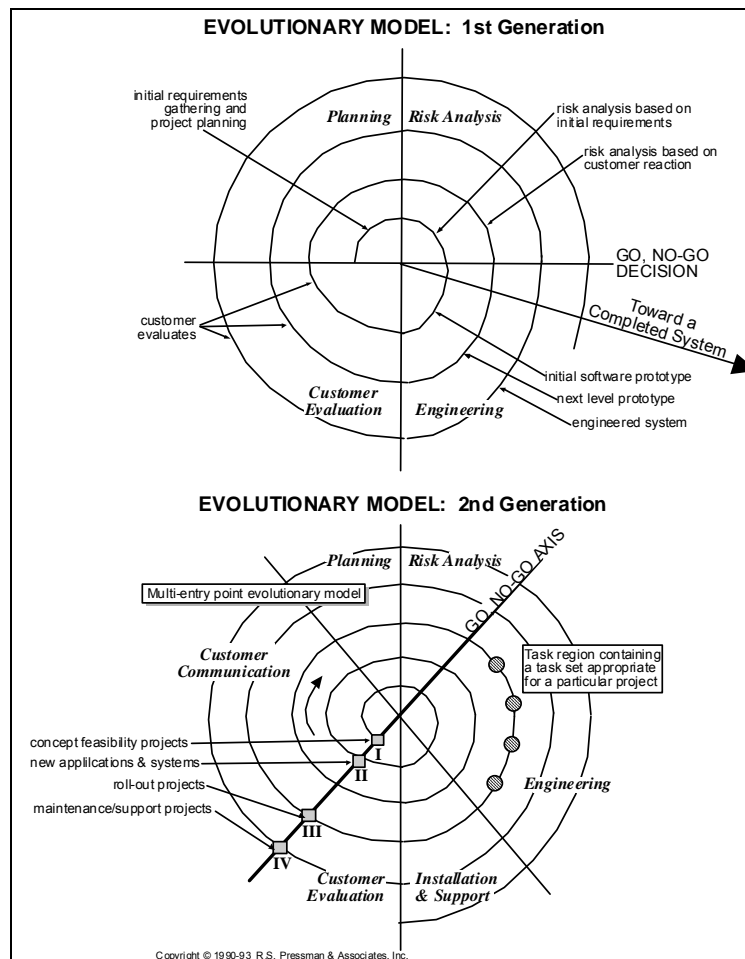 EVOLUTIONARY MODEL: 1st Generation
initial requirements
gathering and
project planning
Planning
Risk Analysis
risk analysis based on
initial requirements
risk analysis based on
customer reaction
GO, NO-GO
DECISION
Toward a
Completed System
customer
evaluates
Customer
Evaluation
Engineering
initial software prototype
next level prototype
engineered system
EVOLUTIONARY MODEL: 2nd Generation
Planning
Risk Analysis
GO, NO-GO AXIS
Multi-entry point evolutionary model
Customer
Communication
Task region containing
a task set appropriate
for a particular project
concept feasibility projects
I
new applilcations & systems
II
roll-out projects
III
maintenance/support projects
IV
Engineering
Customer
Evaluation
Installation
& Support
Copyright © 1990-93 R.S. Pressman & Associates, Inc.